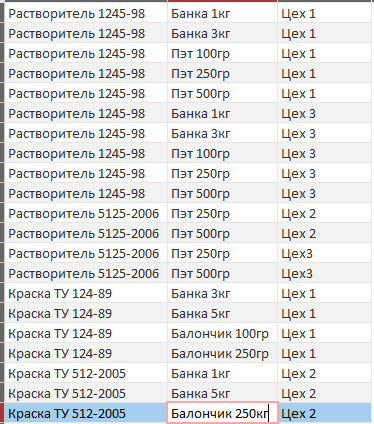 Растворитель 1245-98 Банка 1кг Цех 1
Растворитель 1245-98 Банка 3кг Цех 1
Растворитель 1245-98 Пэт 100гр Цех 1
Растворитель 1245-98 Пэт 250гр Цех 1
Растворитель 1245-98 Пэт 500гр Цех 1
Растворитель 1245-98 Банка 1кг Цех 3
Растворитель 1245-98 Банка 3кг Цех 3
Растворитель 1245-98 Пэт 100гр Цех 3
Растворитель 1245-98 Пэт 250гр Цех 3
Растворитель 1245-98 Пэт 500гр Цех 3
Растворитель 5125-2006 Пэт 250гр Цех 2
Растворитель 5125-2006 Пэт 500гр Цех 2
Растворитель 5125-2006 Пэт 250гр Цех3
Растворитель 5125-2006 Пэт 500гр Цех3
Краска ТУ 124-89 Банка 3кг Цех 1
Краска ТУ 124-89 Банка 5кг Цех 1
Краска ТУ 124-89 Балончик 100гр Цех 1
Краска ТУ 124-89 Балончик 250гр Цех 1
Краска ТУ 512-2005 Банка 1кг Цех 2
Краска ТУ 512-2005 Банка 5кг Цех 2
Краска ТУ 512-2005 Балончик 250кг Цех 2